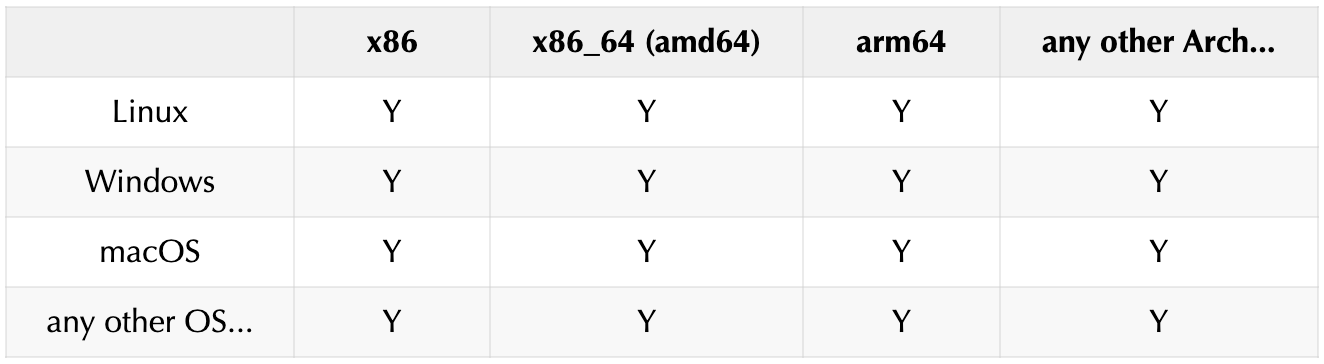 x86 x86_64 (amd64) arm64 any other Arch...
Linux Y Y Y Y
Windows Y Y Y Y
macOS Y Y Y Y
any other OS... Y Y Y Y